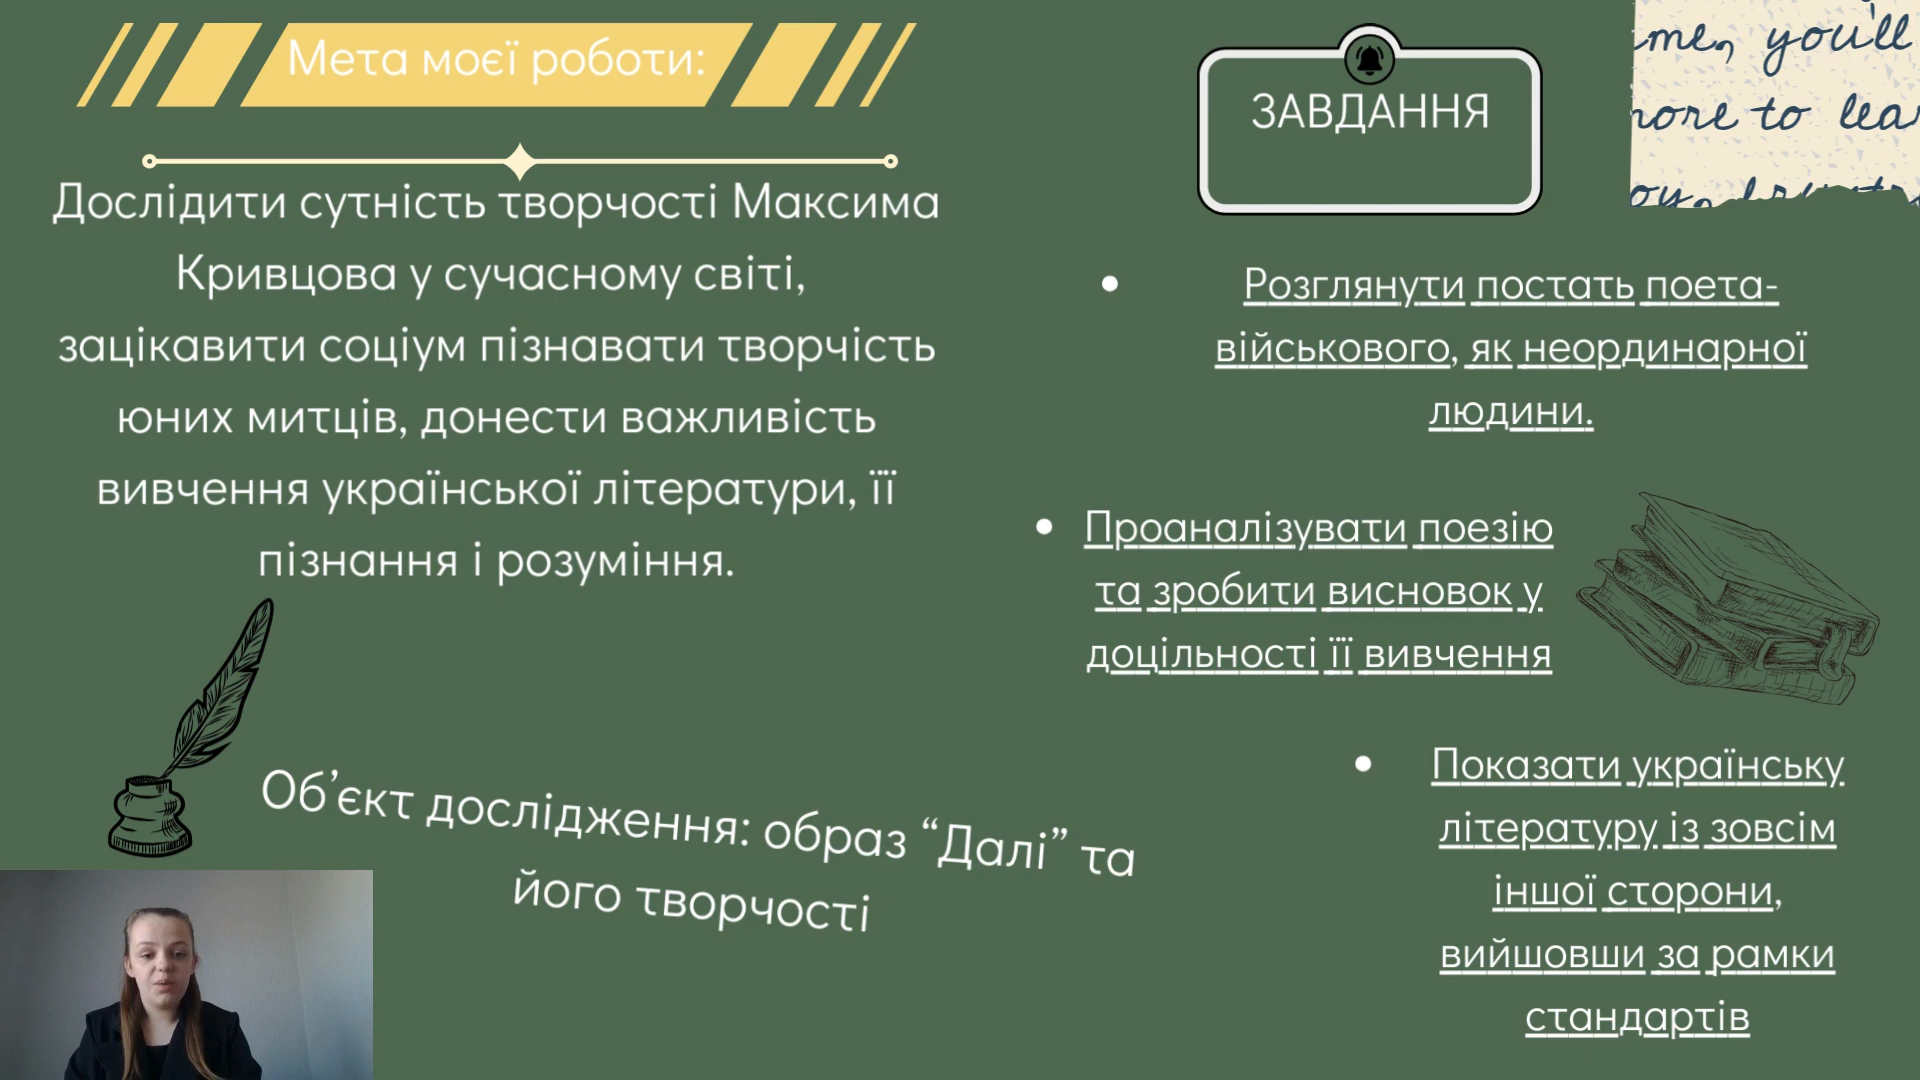 Мета моєї роботи:
Дослідити сутність творчості Максима
Кривцова у сучасному світі,
зацікавити соціум пізнавати творчість
юних митців, донести важливість
вивчення української літератури, її
пізнання і розуміння.
Об’єкт дослідження: образ “Далі” та
його творчості
ЗАВДАННЯ
me, you'll
more to lear
• Розглянути постать поета-
військового, як неординарної
людини.
• Проаналізувати поезію
та зробити висновок у
доцільності її вивчення
• Показати українську
літературу із зовсім
іншої сторони,
вийшовши за рамки
стандартів